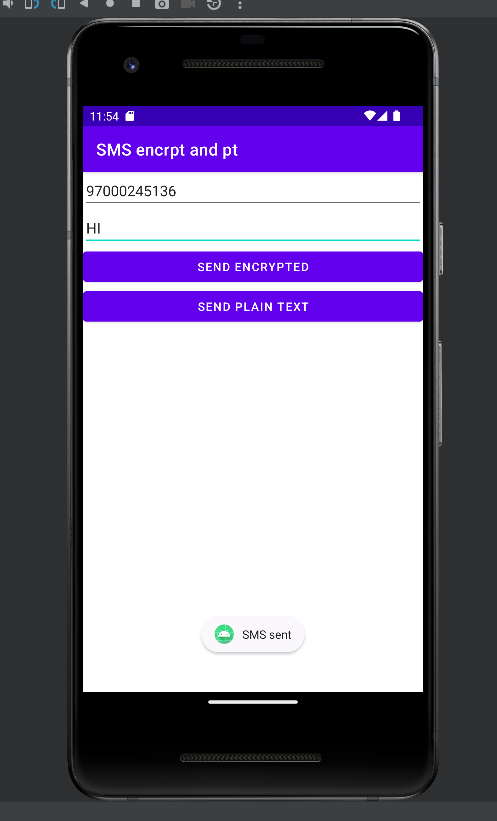 11:54
SMS encrpt and pt
97000245136
HI
SEND ENCRYPTED
SEND PLAIN TEXT
SMS sent